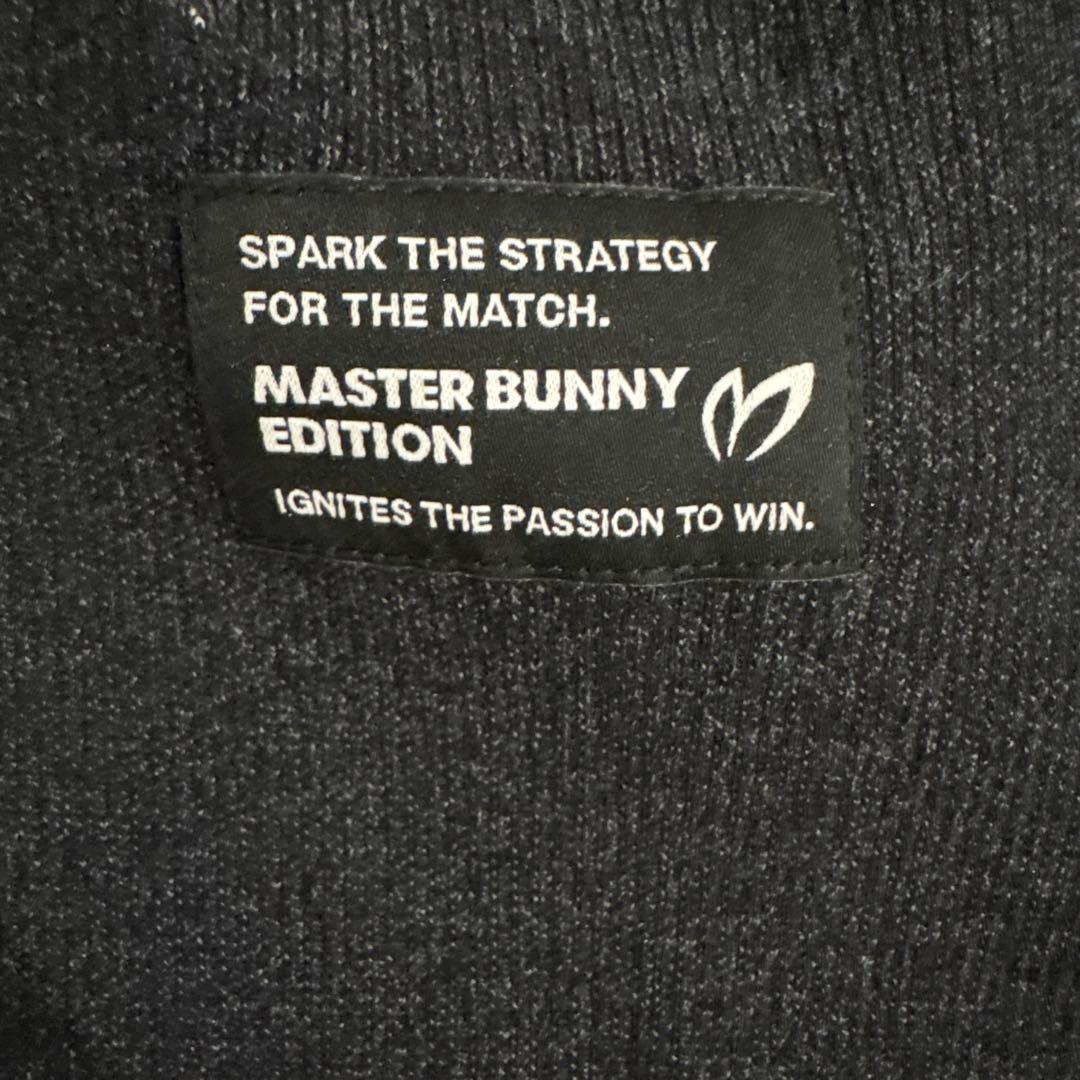 SPARK THE STRATEGY
FOR THE MATCH.
MASTER BUNNY
EDITION
IGNITES THE PASSION TO WIN.